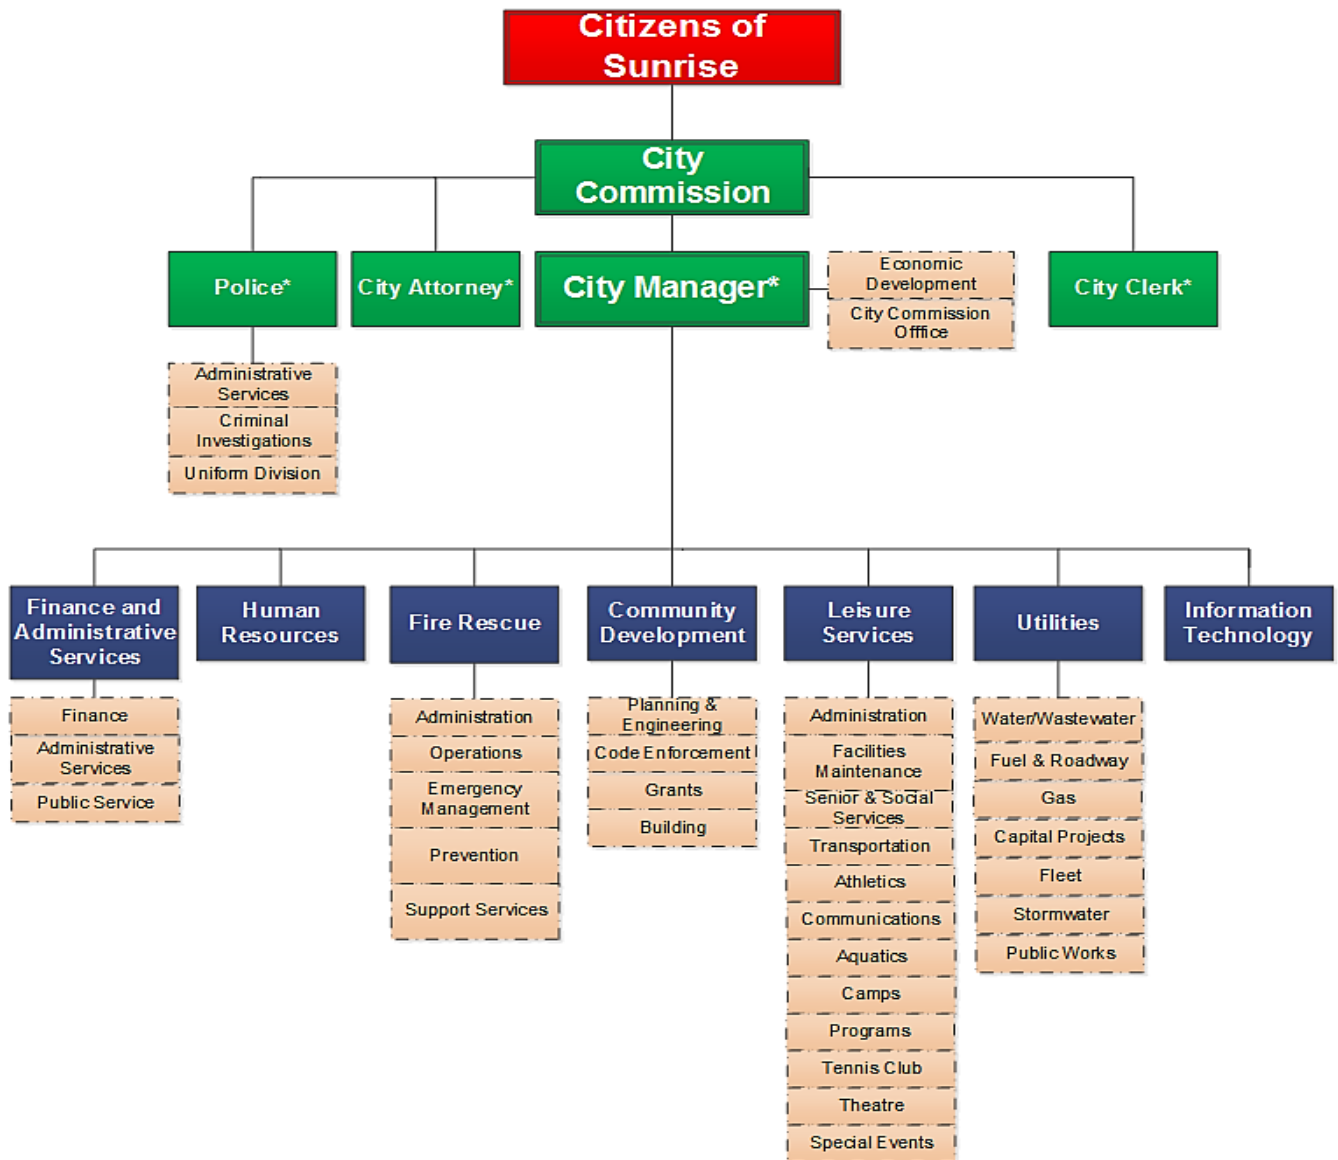 Citizens of
Sunrise
City
Commission
Police*
City Attorney*
City Manager*
Economic
Development
City Commission
Offfice
City Clerk*
Administrative
Services
Criminal
Investigations
Uniform Division
Finance and
Administrative
Services
Human
Resources
Fire Rescue
Community
Development
Leisure
Services
Utilities
Information
Technology
Finance
Administrative
Services
Public Service
Administration
Operations
Emergency
Management
Prevention
Support Services
Planning &
Engineering
Code Enforcement
Grants
Building
Administration
Facilities
Maintenance
Senior & Social
Services
Transportation
Athletics
Communications
Aquatics
Camps
Programs
Tennis Club
Theatre
Special Events
Water/Wastewater
Fuel & Roadway
Gas
Capital Projects
Fleet
Stormwater
Public Works